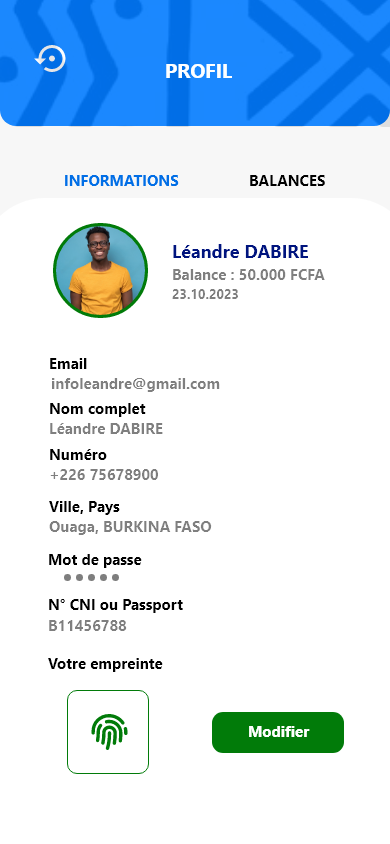 PROFIL
INFORMATIONS
BALANCES
Léandre DABIRE
Balance : 50.000 FCFA
23.10.2023
Email
infoleandre@gmail.com
Nom complet
Léandre DABIRE
Numéro
+226 75678900
Ville, Pays
Ouaga, BURKINA FASO
Mot de passe
N° CNI ou Passport
B11456788
Votre empreinte
Modifier